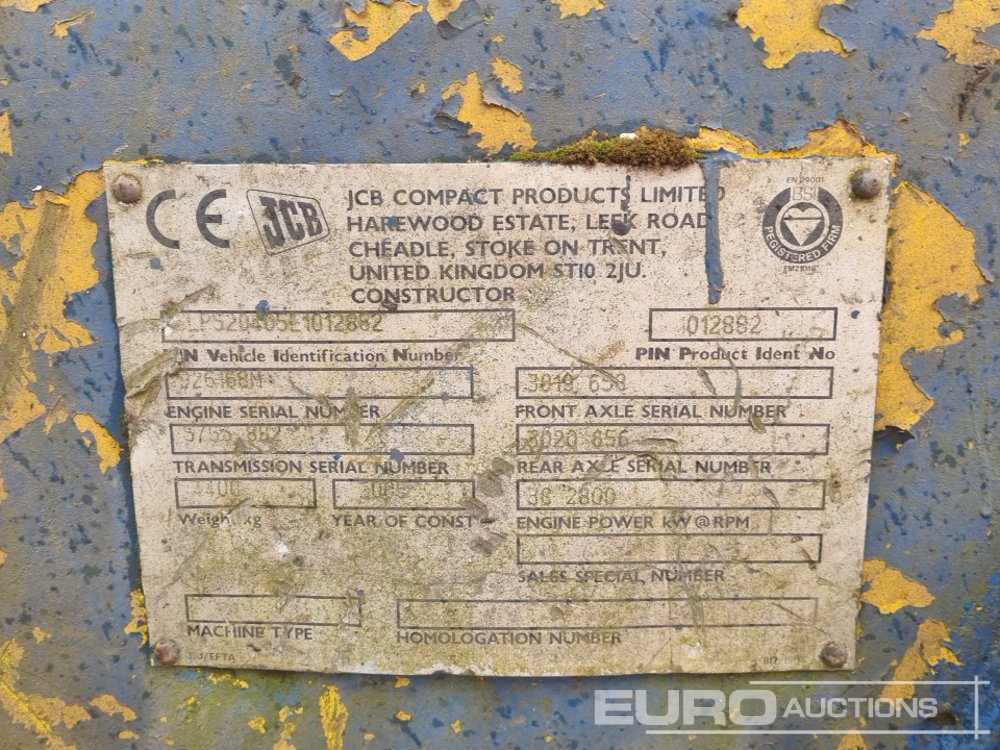 CE JCB
JCB COMPACT PRODUCTS LIMITED
HAREWOOD ESTATE, LEEK ROAD
CHEADLE, STOKE ON TRENT,
UNITED KINGDOM ST10 2JU.
CONSTRUCTOR
EN 29001
BSI
REGISTERED FIRM
012882
Vehicle Identification Number
PIN Product Ident No
3019
ENGINE SERIAL NUMBER
FRONT AXLE SERIAL NUMBER
656
TRANSMISSION SERIAL NUMBER
REAR AXLE SERIAL NUMBER
2800
Weight kg
YEAR OF CONST
ENGINE POWER kW@RPM
SALES SPECIAL NUMBER
MACHINE TYPE
HOMOLOGATION NUMBER
EURO AUCTIONS